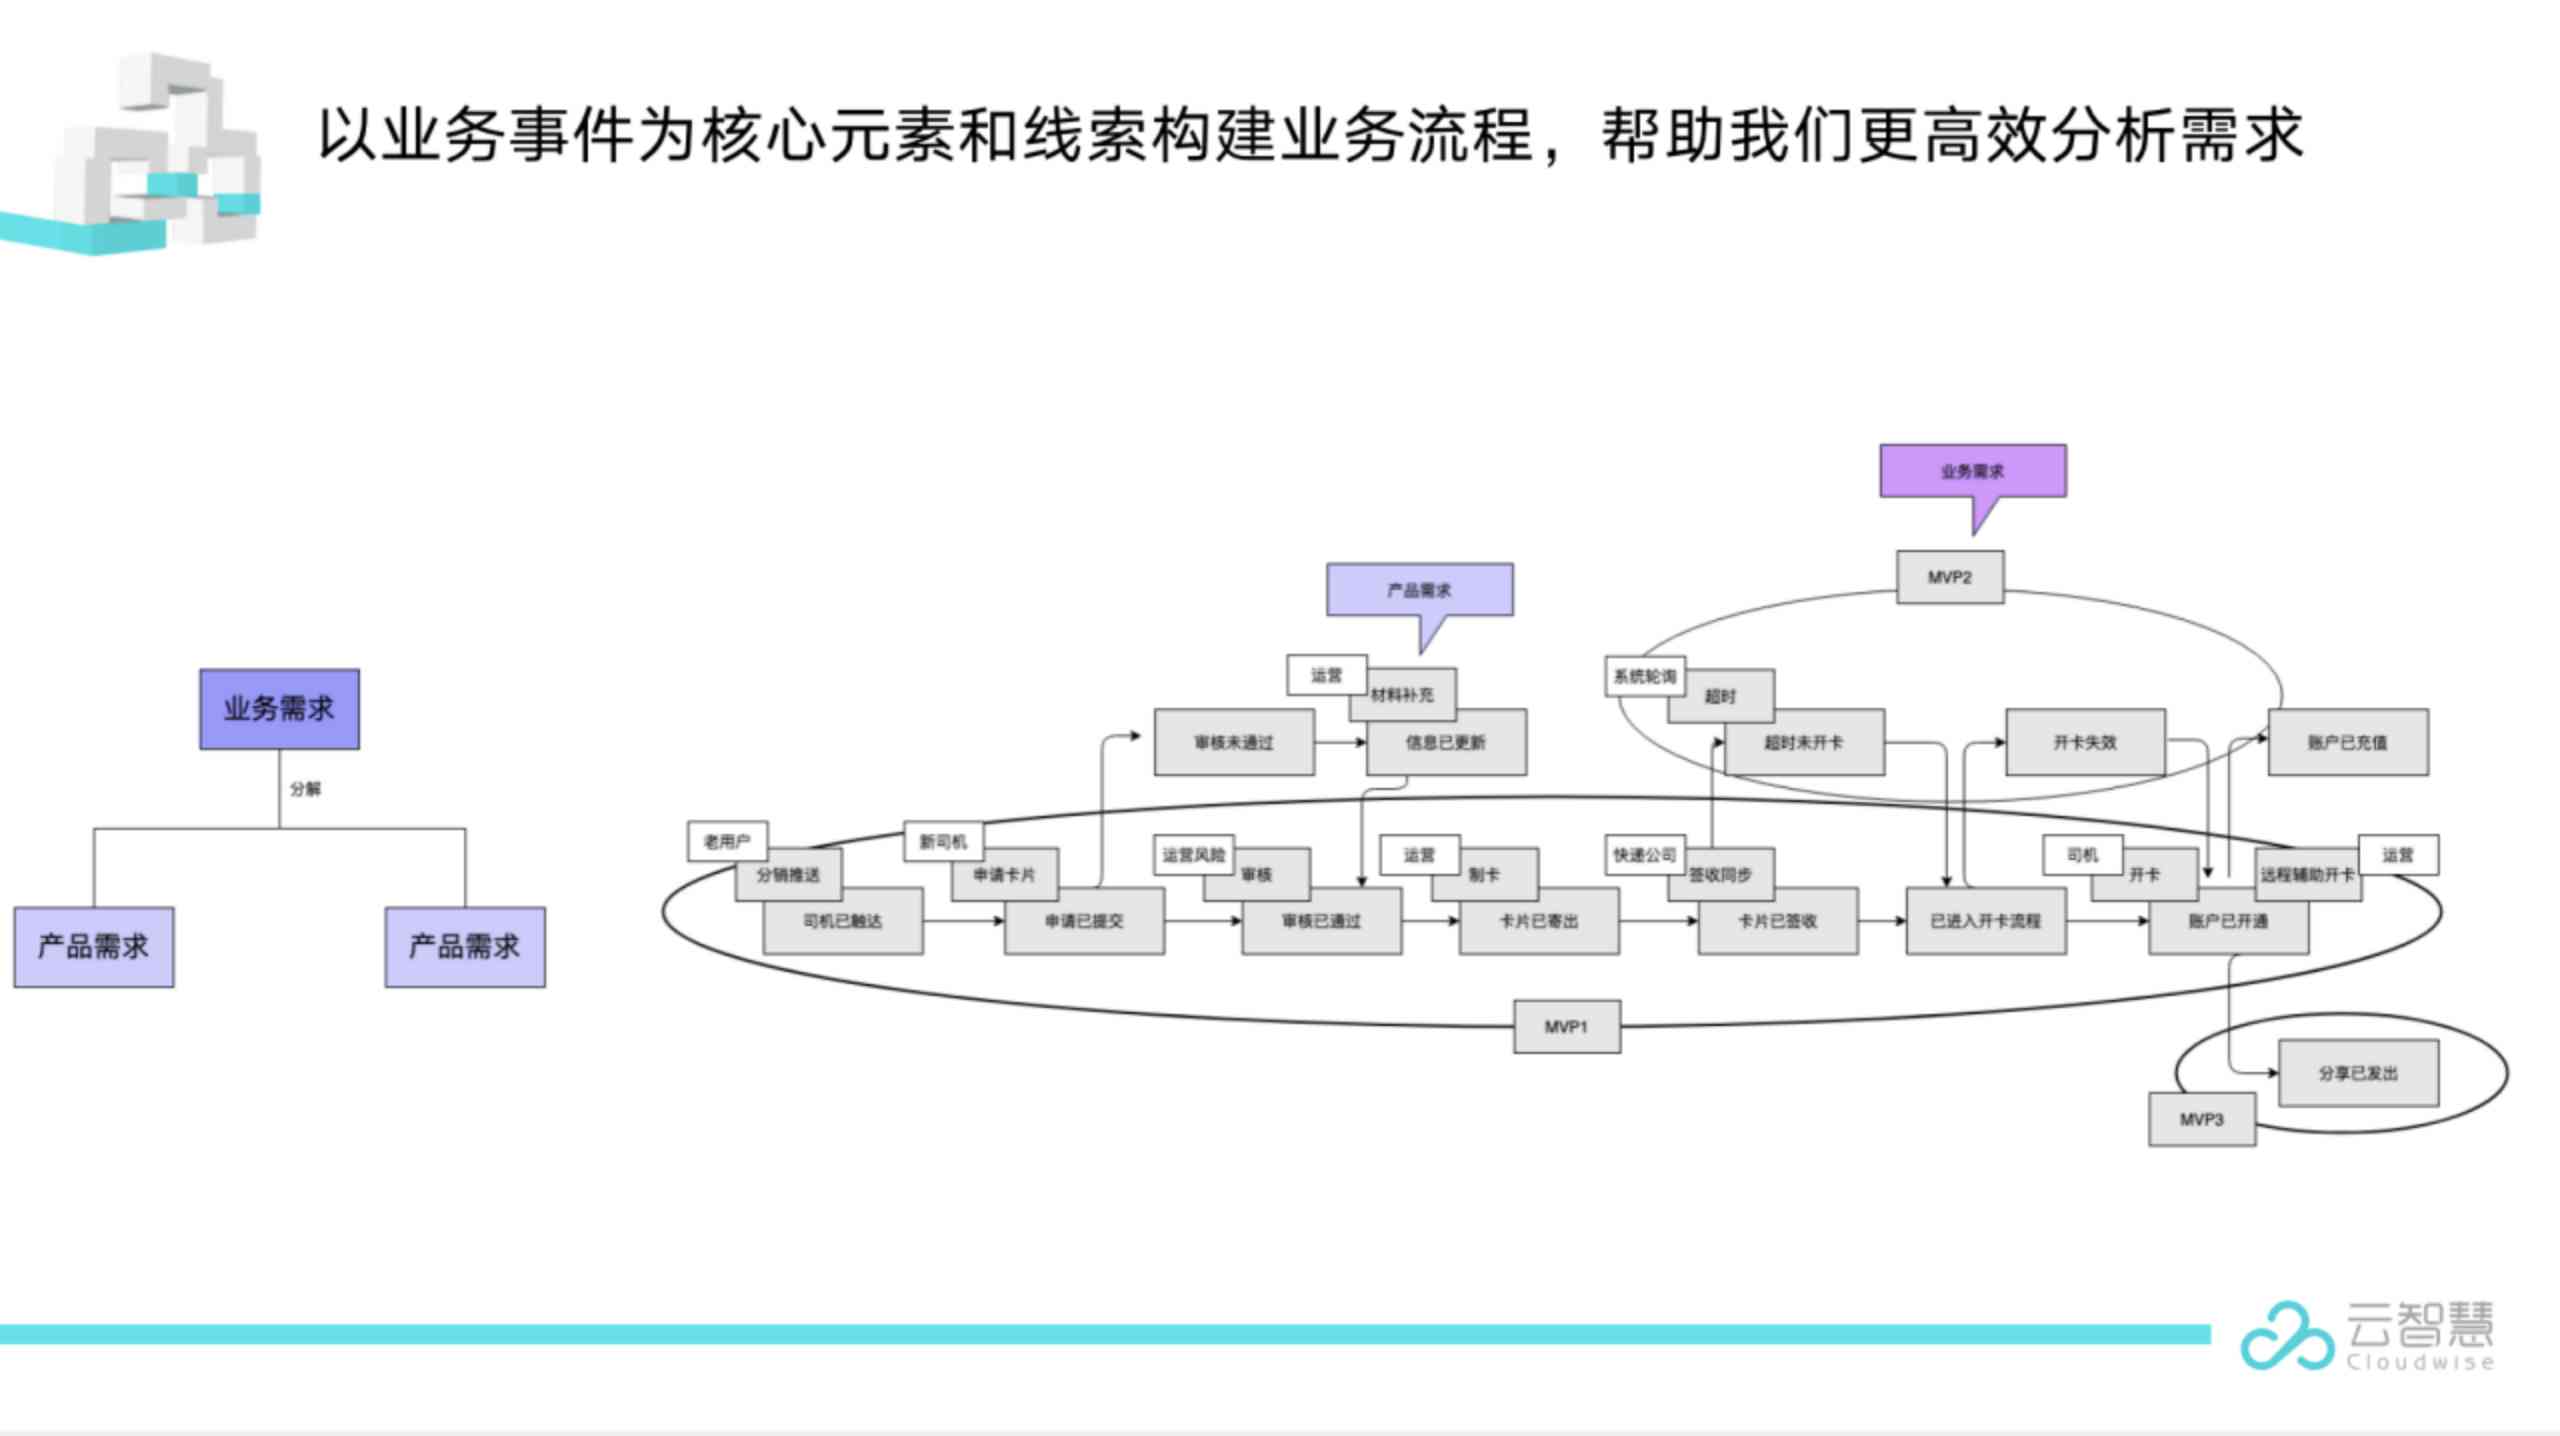 以业务事件为核心元素和线索构建业务流程，帮助我们更高效分析需求
业务需求
分解
产品需求
产品需求
业务需求
MVP2
产品需求
运营
材料补充
审核未通过
信息已更新
系统轮询
超时
超时未开卡
开卡失效
账户已充值
老用户
分销推送
司机已触达
新司机
申请卡片
申请已提交
运营风险
审核
审核已通过
运营
制卡
卡片已寄出
快递公司
签收同步
卡片已签收
已进入开卡流程
司机
开卡
账户已开通
远程辅助开卡
运营
MVP1
分享已发出
MVP3
云智慧
Cloudwise